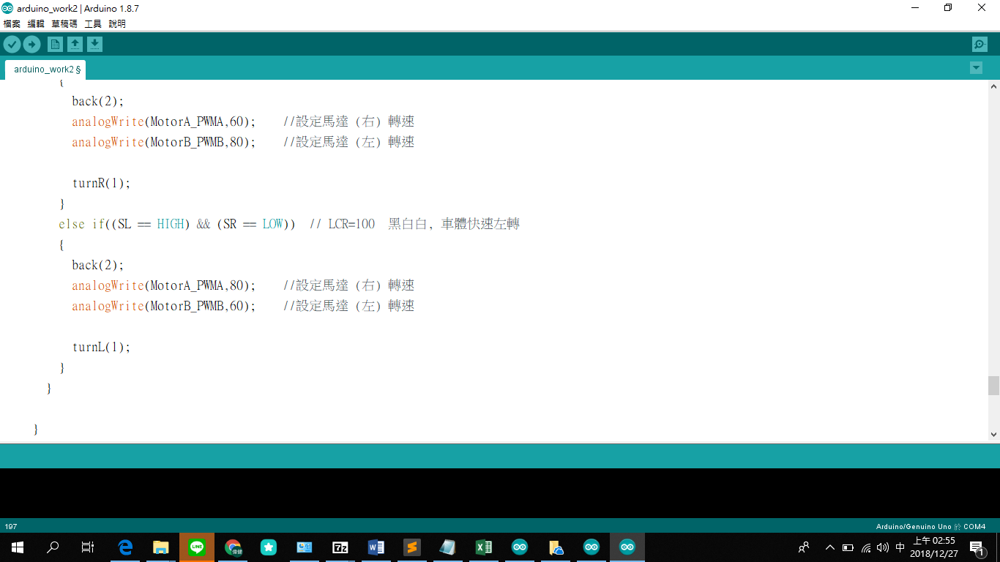 arduino_work2 | Arduino 1.8.7
檔案 編輯 草稿碼 工具 說明
arduino_work2 §
{
back(2);
analogWrite(MotorA_PWMA,60); //設定馬達 (右) 轉速
analogWrite(MotorB_PWMB,80); //設定馬達 (左) 轉速
turnR(1);
}
else if((SL == HIGH) && (SR == LOW)) // LCR=100 黑白白, 車體快速左轉
{
back(2);
analogWrite(MotorA_PWMA,80); //設定馬達 (右) 轉速
analogWrite(MotorB_PWMB,60); //設定馬達 (左) 轉速
turnL(1);
}
}
}
197
Arduino/Genuino Uno 於 COM4
LINE
7z
中
上午 02:55
2018/12/27
1